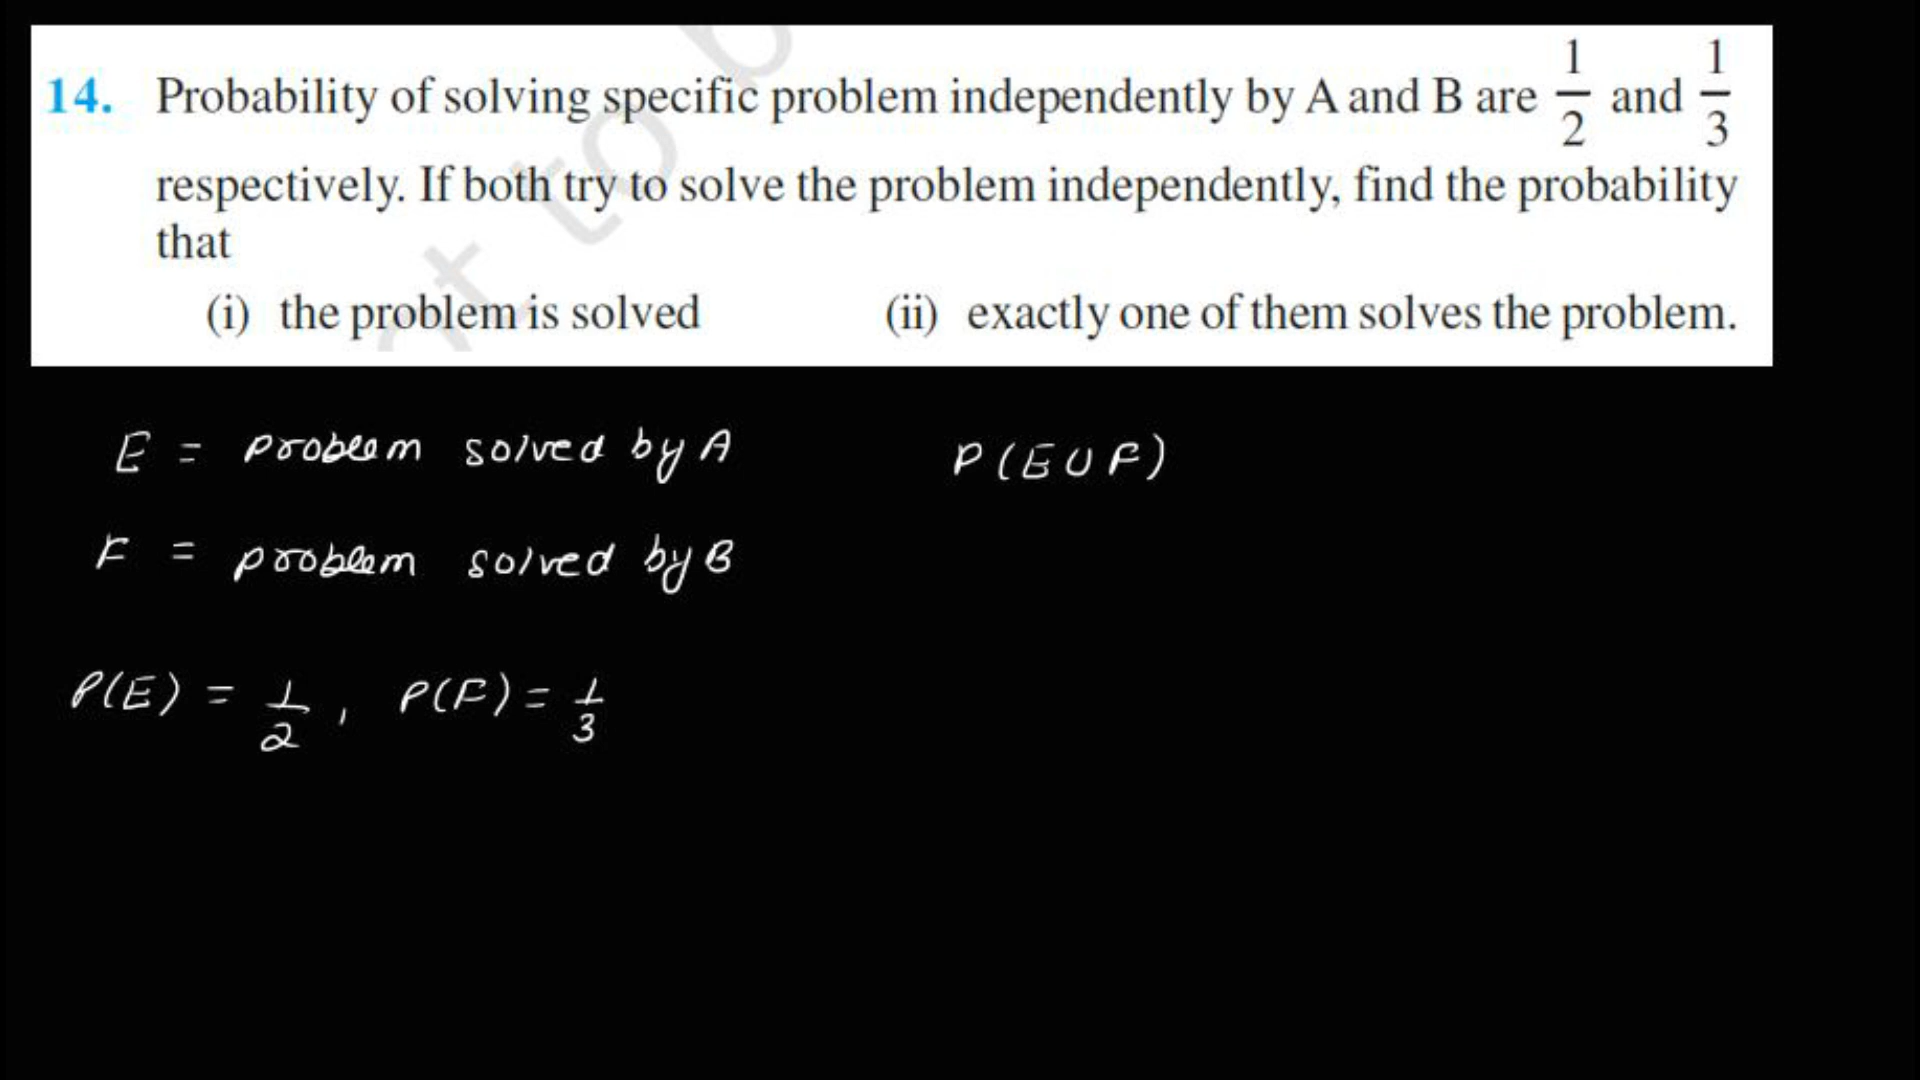 14. Probability of solving specific problem independently by A and B are 1/2 and 1/3
respectively. If both try to solve the problem independently, find the probability
that
(i) the problem is solved (ii) exactly one of them solves the problem.
E = problem solved by A
F = problem solved by B
P(E) = 1/2 , P(F) = 1/3
P(E∪F)